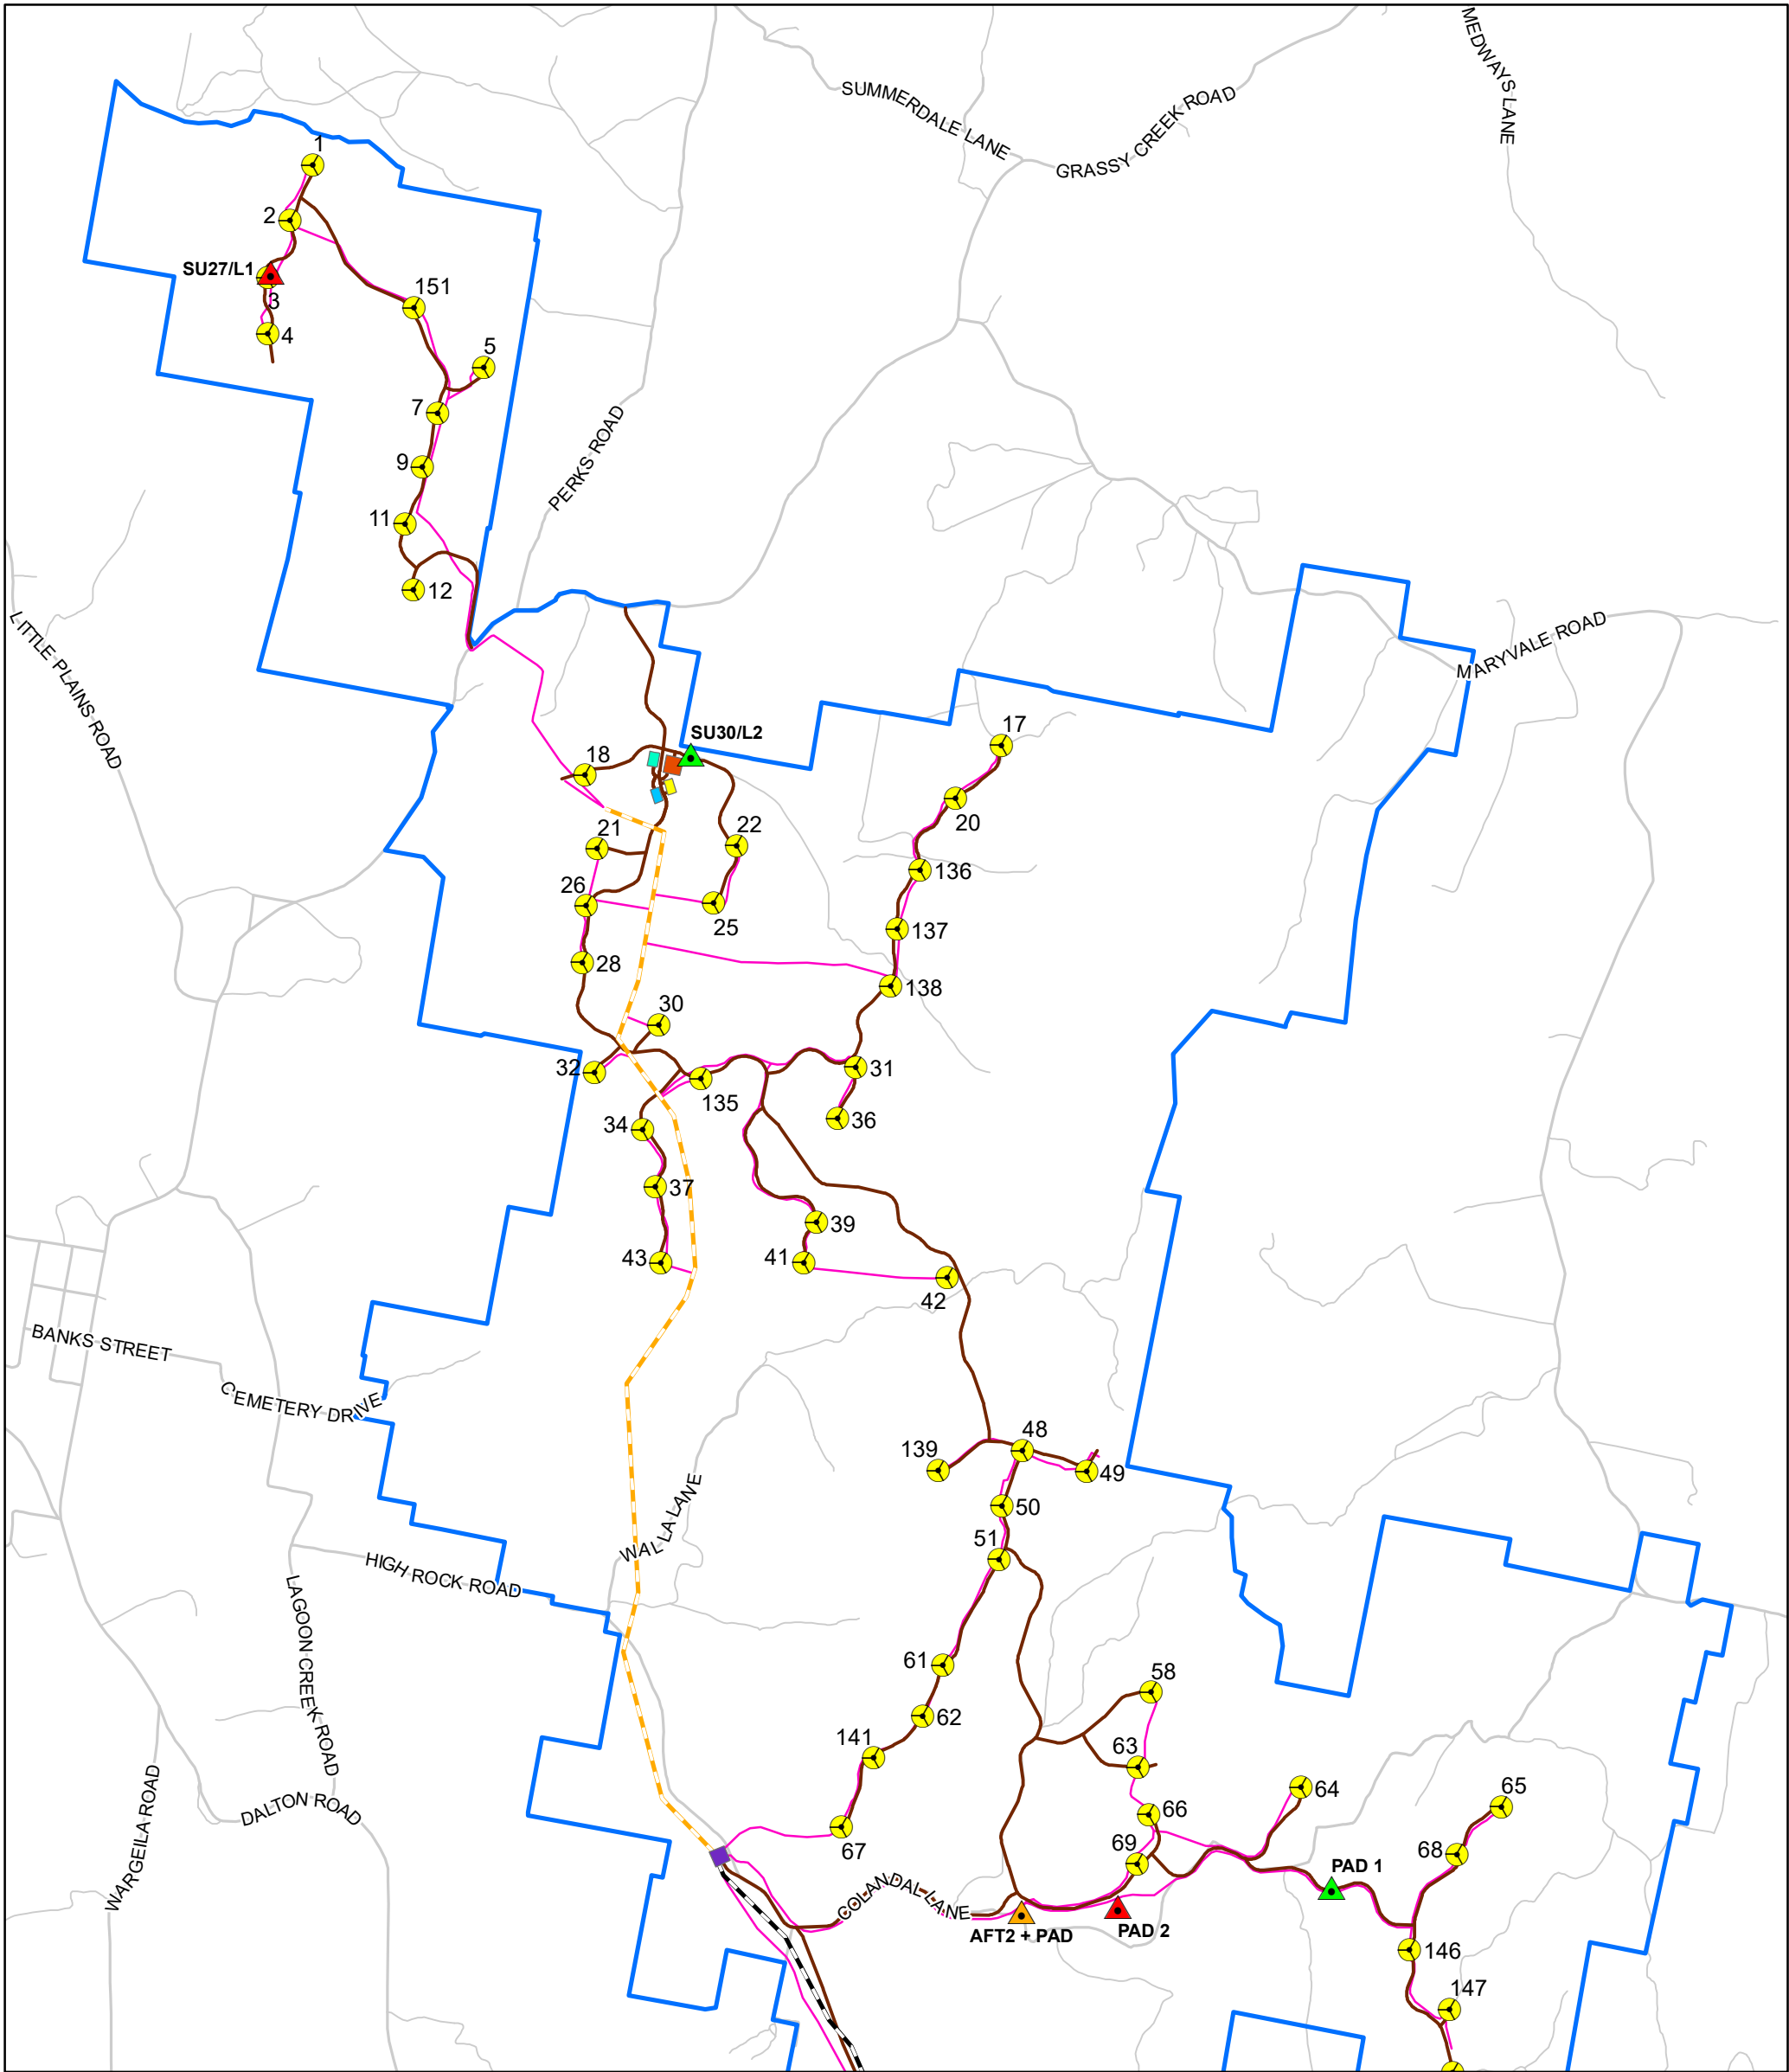 MEDWAYS LANE
SUMMERDALE LANE
GRASSY CREEK ROAD
1
2
SU27/L1
3
4
151
5
7
9
11
12
PERKS ROAD
LITTLE PLAINS ROAD
MARYVALE ROAD
SU30/L2
17
18
20
21
22
136
26
25
137
28
138
30
32
31
135
36
34
37
39
43
41
42
BANKS STREET
CEMETERY DRIVE
48
139
49
50
51
WALLA LANE
HIGH ROCK ROAD
LAGOON CREEK ROAD
61
58
62
141
63
64
65
66
67
69
68
WARGEILA ROAD
DALTON ROAD
COLANDAL LANE
PAD 1
AFT2 + PAD
PAD 2
146
147